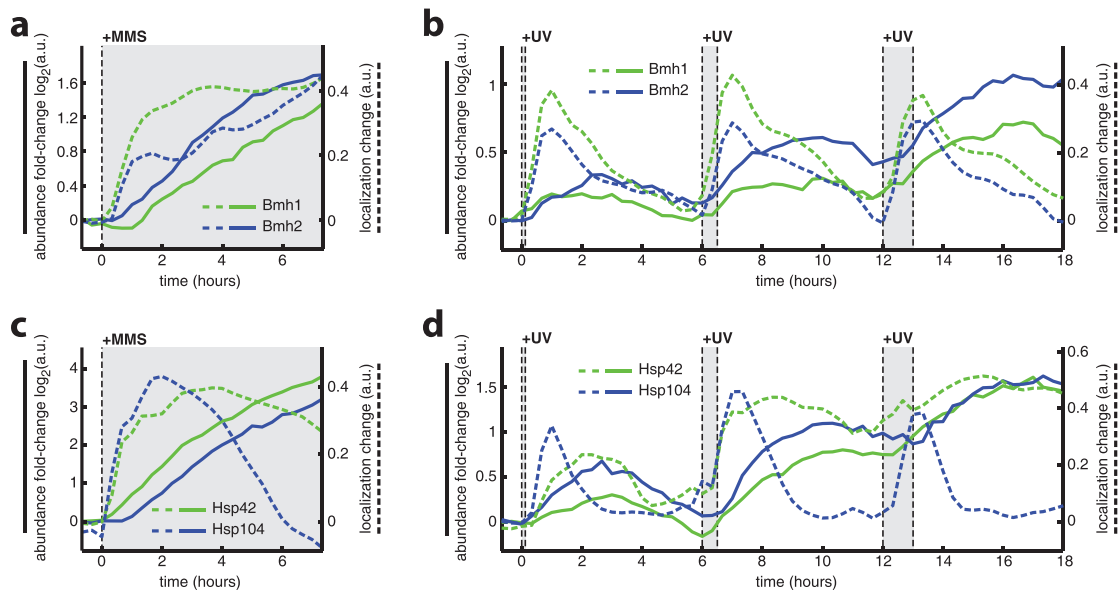 a
+MMS
abundance fold-change log2(a.u.)
1.6
1.2
0.8
0.4
0
0.4
0.2
0
localization change (a.u.)
Bmh1
Bmh2
0 2 4 6
time (hours)
b
+UV +UV +UV
abundance fold-change log2(a.u.)
1
0.5
0
Bmh1
Bmh2
0.4
0.2
0
localization change (a.u.)
0 2 4 6 8 10 12 14 16 18
time (hours)
c
+MMS
abundance fold-change log2(a.u.)
4
3
2
1
0
0.4
0.2
0
localization change (a.u.)
Hsp42
Hsp104
0 2 4 6
time (hours)
d
+UV +UV +UV
abundance fold-change log2(a.u.)
1.5
1
0.5
0
Hsp42
Hsp104
0.6
0.4
0.2
0
localization change (a.u.)
0 2 4 6 8 10 12 14 16 18
time (hours)